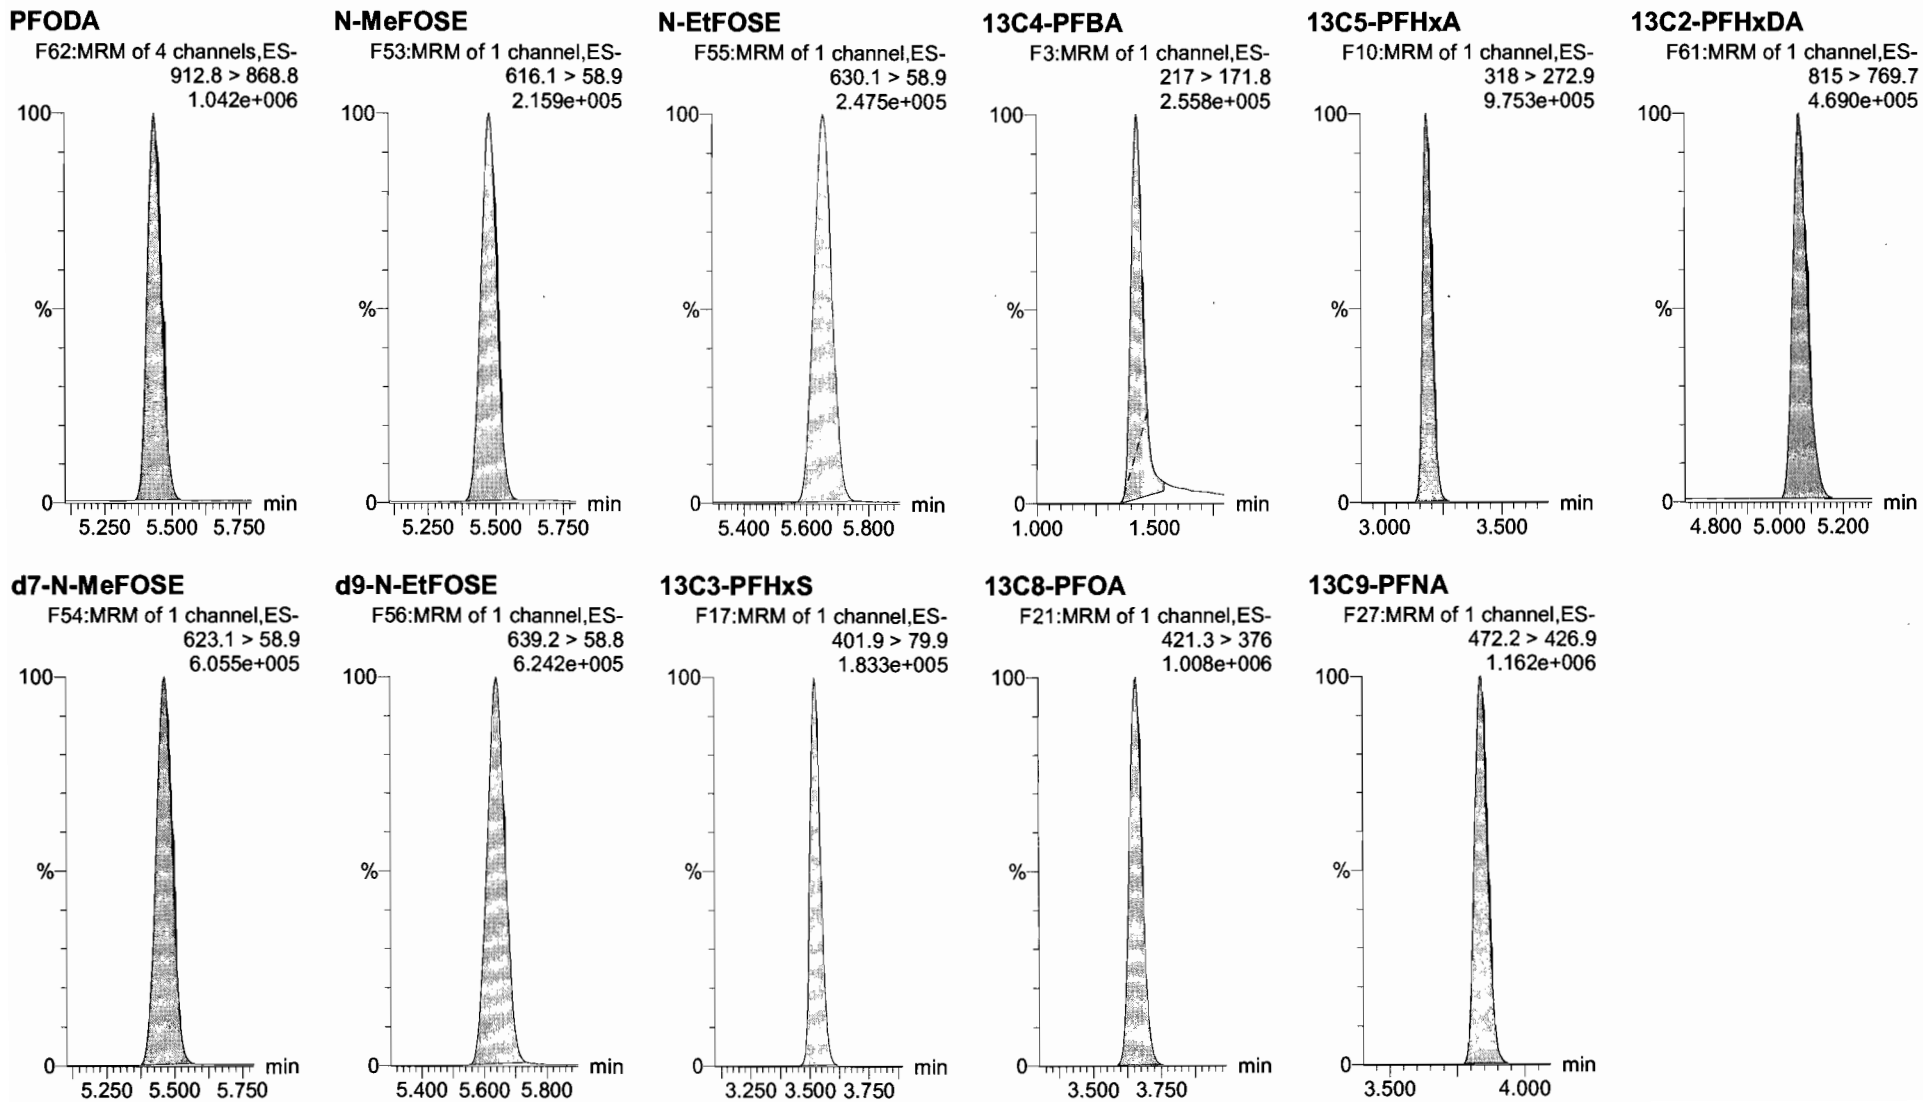 PFODA
F62:MRM of 4 channels,ES-
912.8 > 868.8
1.042e+006
100
%
0
min
5.250 5.500 5.750
N-MeFOSE
F53:MRM of 1 channel,ES-
616.1 > 58.9
2.159e+005
100
%
0
min
5.250 5.500 5.750
N-EtFOSE
F55:MRM of 1 channel,ES-
630.1 > 58.9
2.475e+005
100
%
0
min
5.400 5.600 5.800
13C4-PFBA
F3:MRM of 1 channel,ES-
217 > 171.8
2.558e+005
100
%
0
min
1.000 1.500
13C5-PFHxA
F10:MRM of 1 channel,ES-
318 > 272.9
9.753e+005
100
%
0
min
3.000 3.500
13C2-PFHxDA
F61:MRM of 1 channel,ES-
815 > 769.7
4.690e+005
100
%
0
min
4.800 5.000 5.200
d7-N-MeFOSE
F54:MRM of 1 channel,ES-
623.1 > 58.9
6.055e+005
100
%
0
min
5.250 5.500 5.750
d9-N-EtFOSE
F56:MRM of 1 channel,ES-
639.2 > 58.8
6.242e+005
100
%
0
min
5.400 5.600 5.800
13C3-PFHxS
F17:MRM of 1 channel,ES-
401.9 > 79.9
1.833e+005
100
%
0
min
3.250 3.500 3.750
13C8-PFOA
F21:MRM of 1 channel,ES-
421.3 > 376
1.008e+006
100
%
0
min
3.500 3.750
13C9-PFNA
F27:MRM of 1 channel,ES-
472.2 > 426.9
1.162e+006
100
%
0
min
3.500 4.000